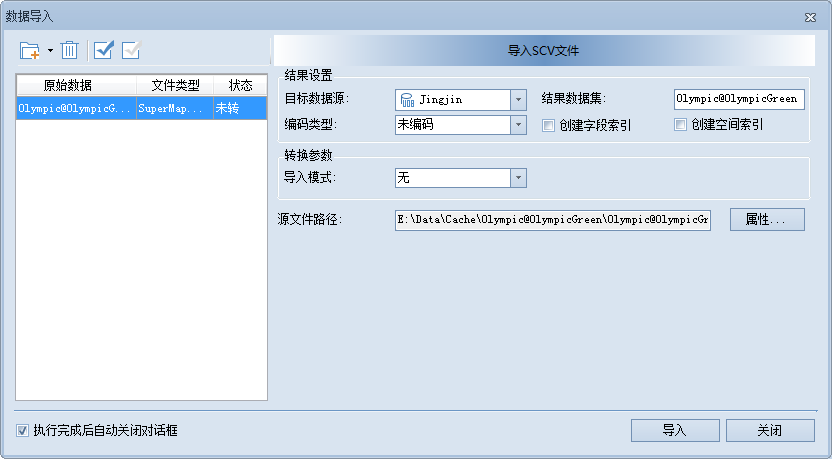 数据导入
导入SCV文件
原始数据 文件类型 状态
Olympic@OlympicG... SuperMap... 未转
结果设置
目标数据源: Jingjin 结果数据集: Olympic@OlympicGreen
编码类型: 未编码 创建字段索引 创建空间索引
转换参数
导入模式: 无
源文件路径: E:\Data\Cache\Olympic@OlympicGreen\Olympic@OlympicGr 属性...
执行完成后自动关闭对话框 导入 关闭